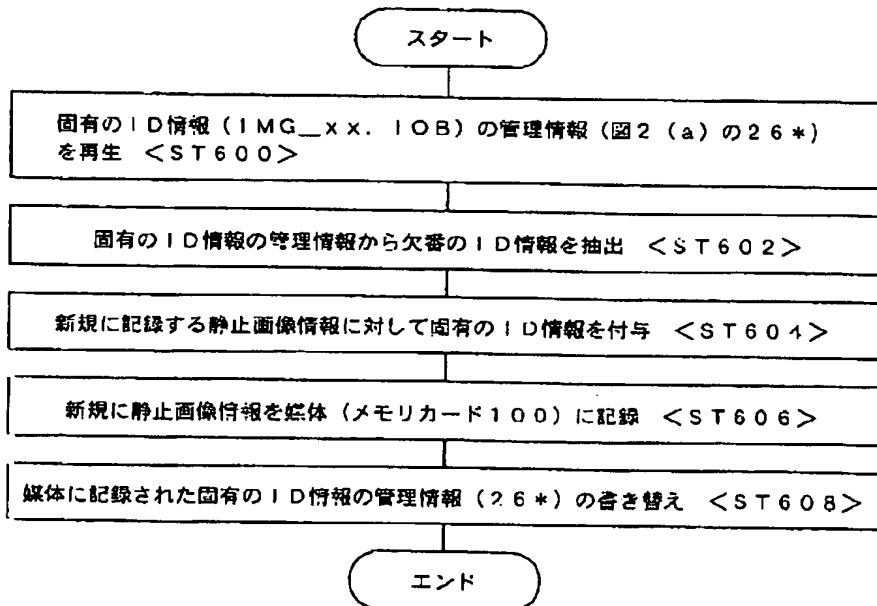 スタート
固有のID情報(IMG__xx.IOB)の管理情報(図2(a)の26*)
を再生 <ST600>
固有のID情報の管理情報から欠番のID情報を抽出 <ST602>
新規に記録する静止画像情報に対して固有のID情報を付与 <ST604>
新規に静止画像情報を媒体(メモリカード100)に記録 <ST606>
媒体に記録された固有のID情報の管理情報(26*)の書き替え <ST608>
エンド